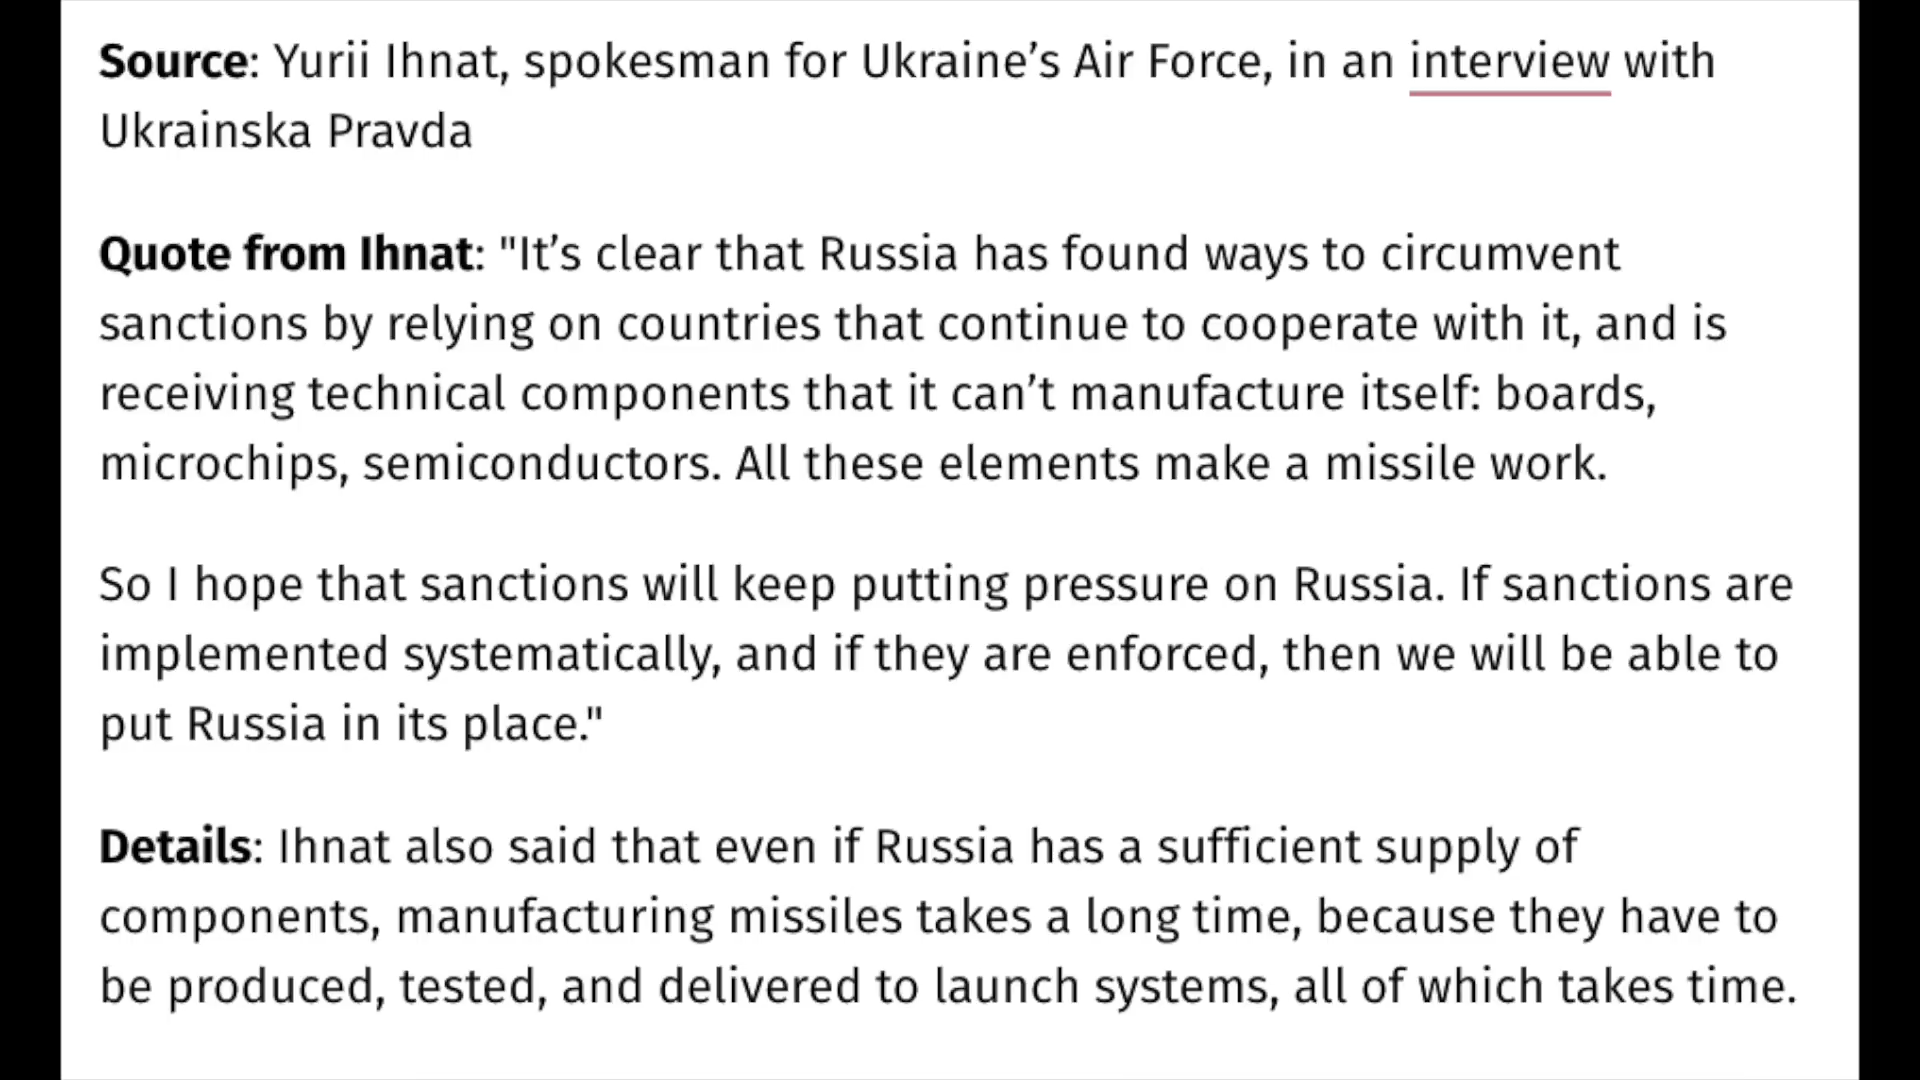 Source: Yurii Ihnat, spokesman for Ukraine’s Air Force, in an interview with
Ukrainska Pravda
Quote from Ihnat: "It’s clear that Russia has found ways to circumvent
sanctions by relying on countries that continue to cooperate with it, and is
receiving technical components that it can’t manufacture itself: boards,
microchips, semiconductors. All these elements make a missile work.
So I hope that sanctions will keep putting pressure on Russia. If sanctions are
implemented systematically, and if they are enforced, then we will be able to
put Russia in its place."
Details: Ihnat also said that even if Russia has a sufficient supply of
components, manufacturing missiles takes a long time, because they have to
be produced, tested, and delivered to launch systems, all of which takes time.